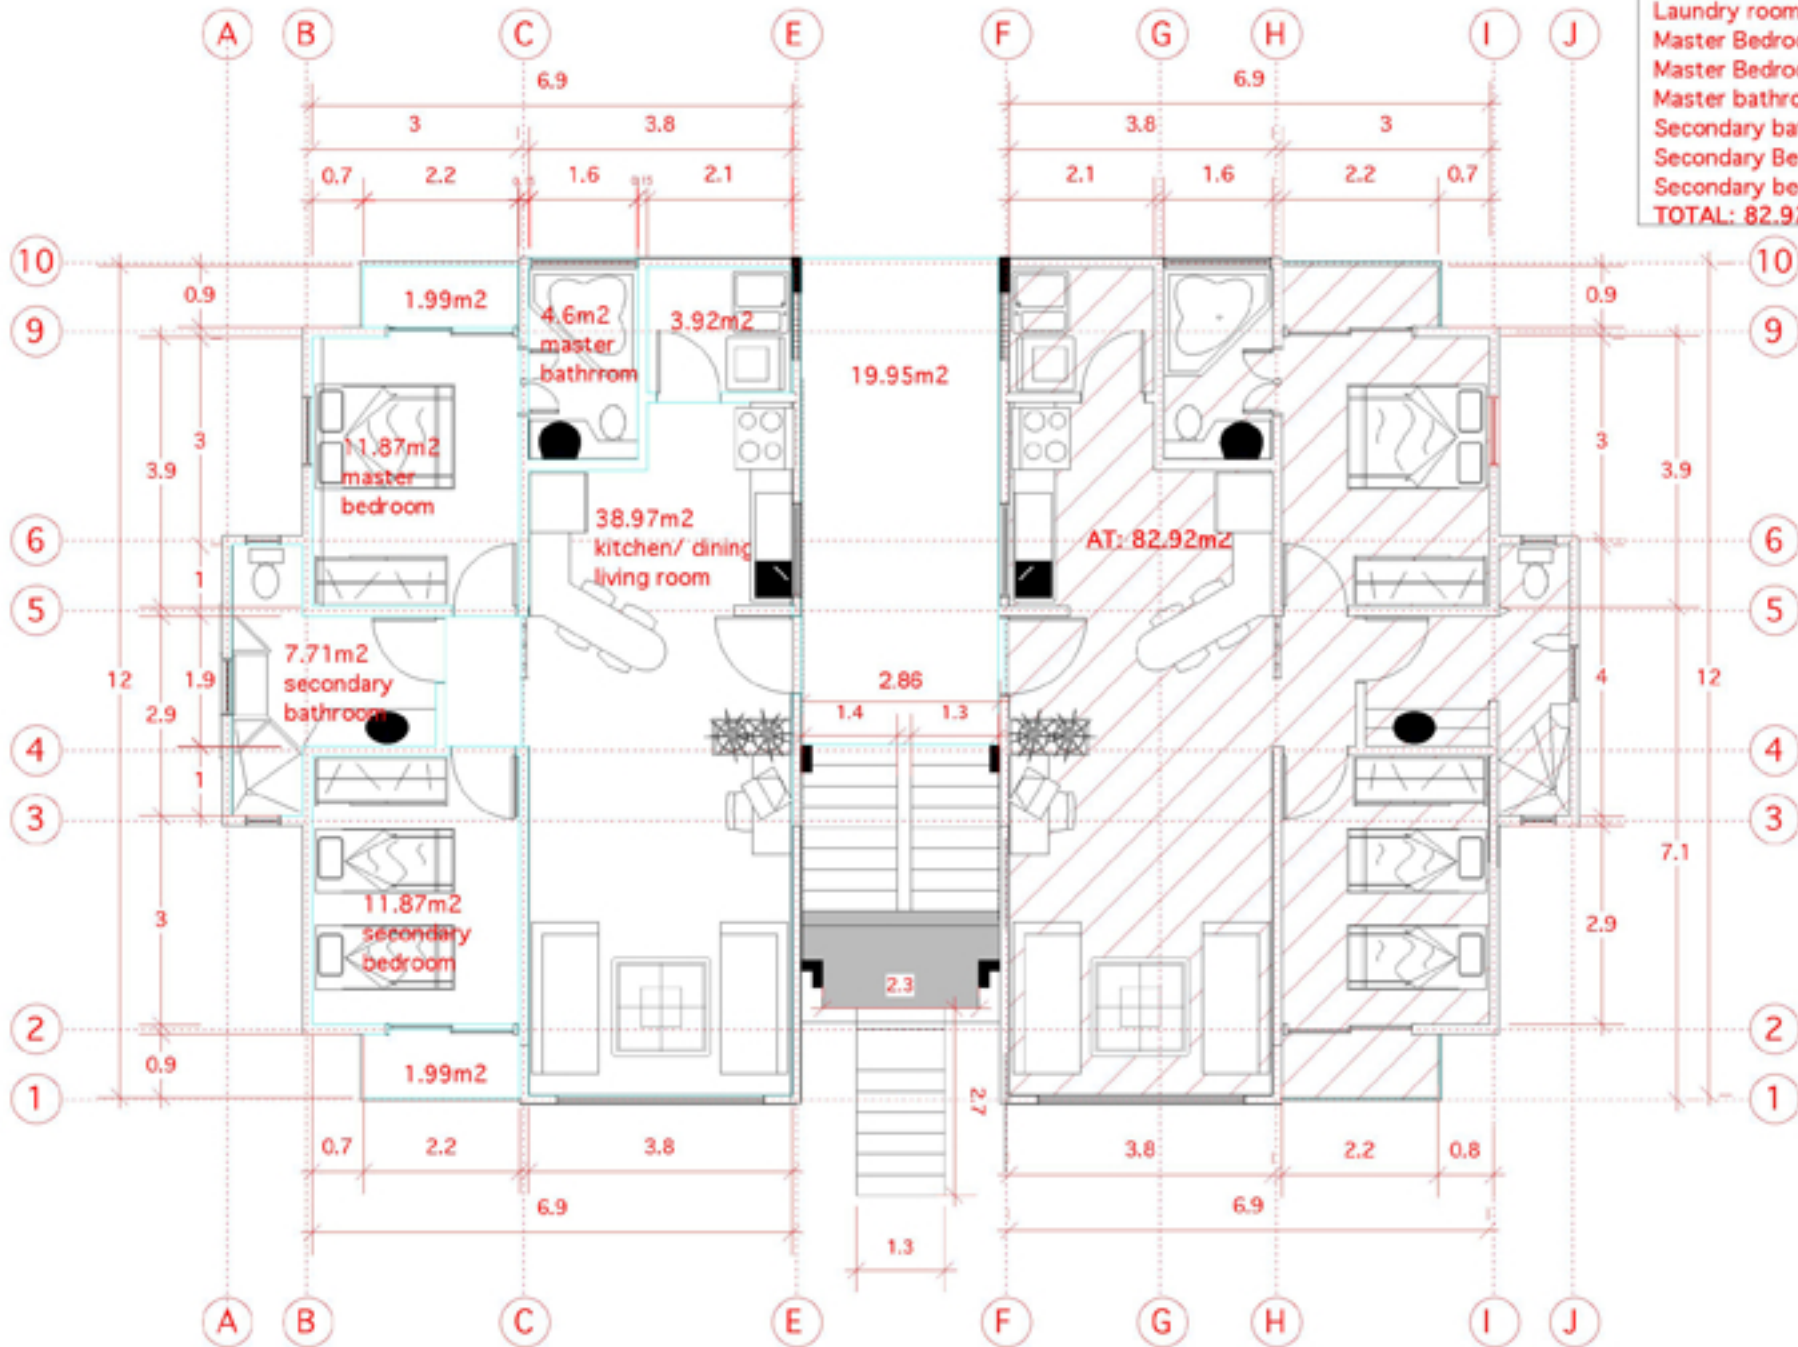 A B C E F G H I J
Laundry room
Master Bedroo
Master Bedroo
Master bathro
Secondary ba
Secondary Be
Secondary be
TOTAL: 82.9
6.9 6.9
3 3.8 3.8 3
0.7 2.2 0.15 1.6 0.15 2.1 2.1 1.6 2.2 0.7
10 10
0.9 1.99m2 0.9
4.6m2
master
bathrrom
3.92m2
9 9
19.95m2
3.9 3 3 3.9
11.87m2
master
bedroom
38.97m2
kitchen/ dining
living room
AT: 82.92m2
6 6
1
5 5
7.71m2
secondary
bathroom
12 2.9 1.9 4 12
2.86
1.4 1.3
4 4
1
3 3
7.1
11.87m2
secondary
bedroom
3 2.9
2.3
2 2
0.9 1.99m2
2.7
1 1
0.7 2.2 3.8 3.8 2.2 0.8
6.9 6.9
1.3
A B C E F G H I J